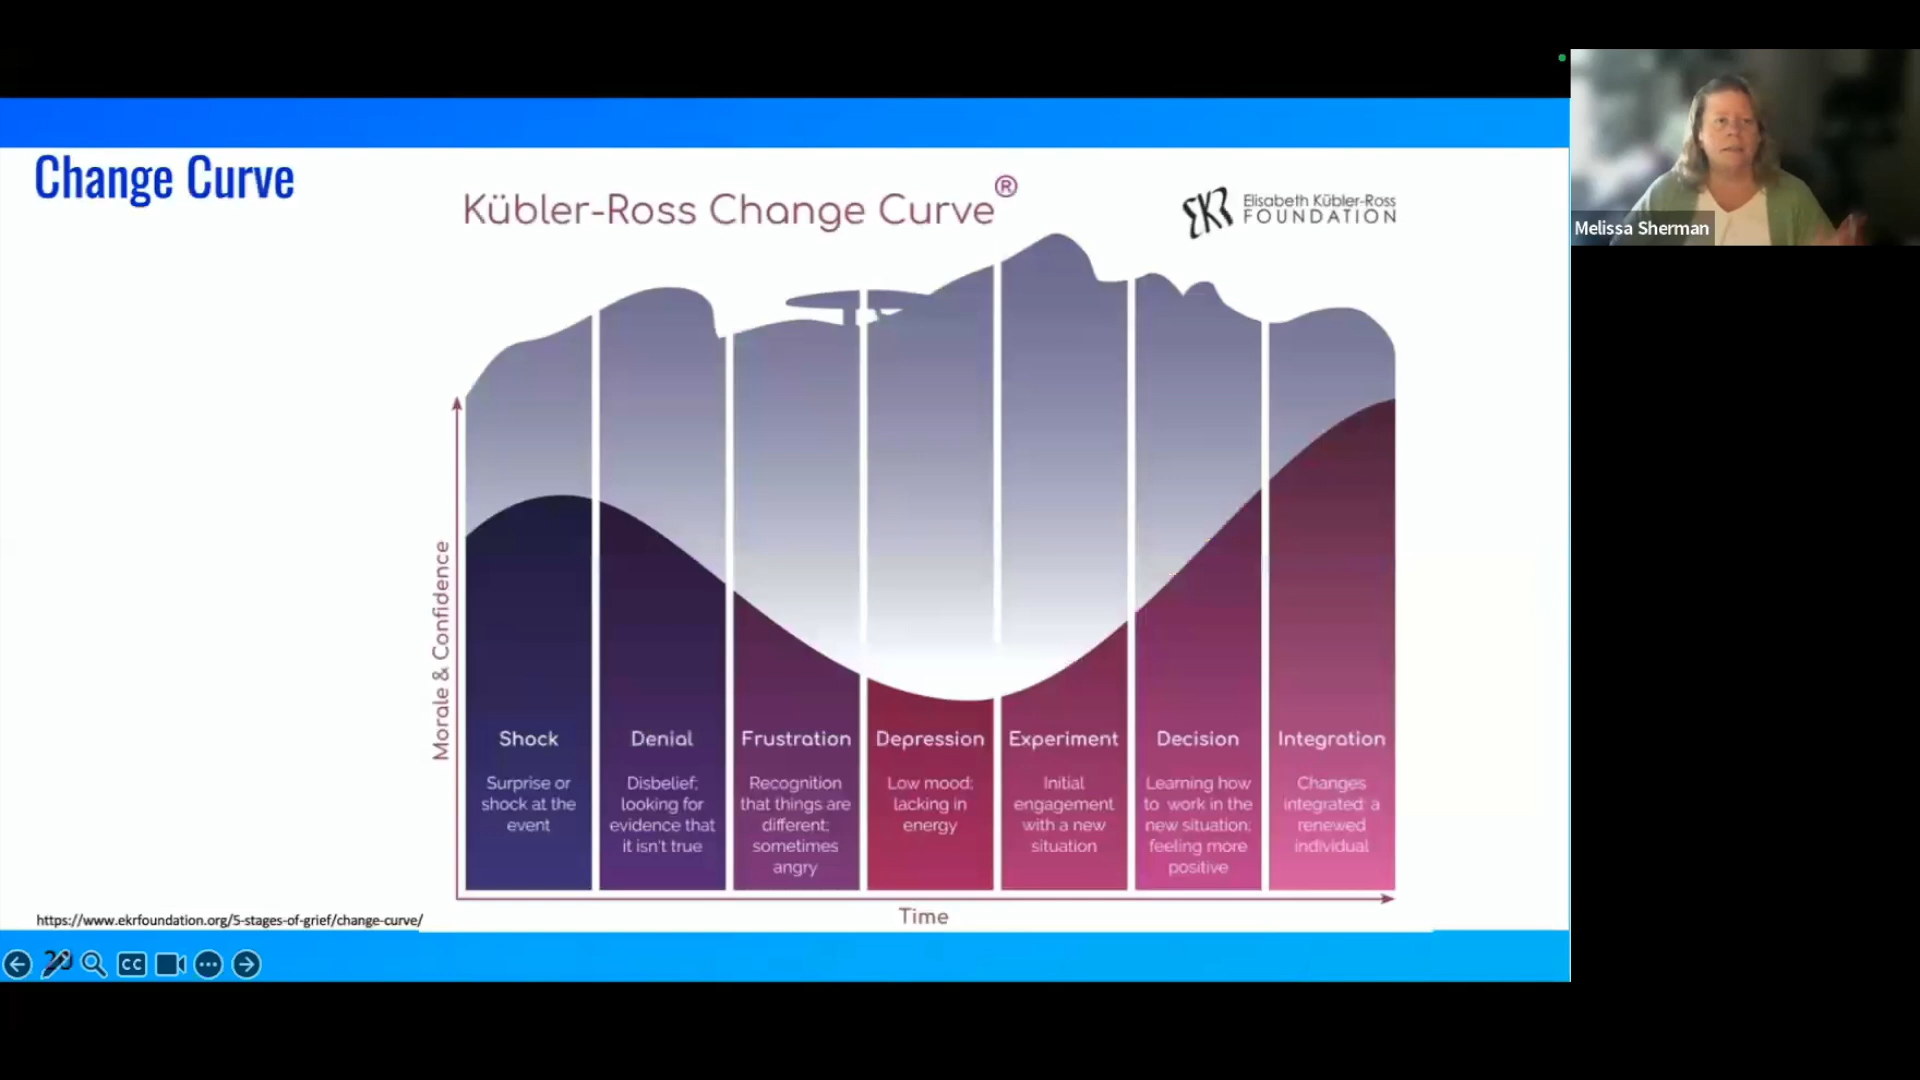 Change Curve
Kübler-Ross Change Curve®
EKR
Elisabeth Kübler-Ross
FOUNDATION
Melissa Sherman
Morale & Confidence
Shock
Surprise or
shock at the
event
Denial
Disbelief;
looking for
evidence that
it isn't true
Frustration
Recognition
that things are
different;
sometimes
angry
Depression
Low mood;
lacking in
energy
Experiment
Initial
engagement
with a new
situation
Decision
Learning how
to work in the
new situation;
feeling more
positive
Integration
Changes
integrated; a
renewed
individual
Time
https://www.ekrfoundation.org/5-stages-of-grief/change-curve/
CC